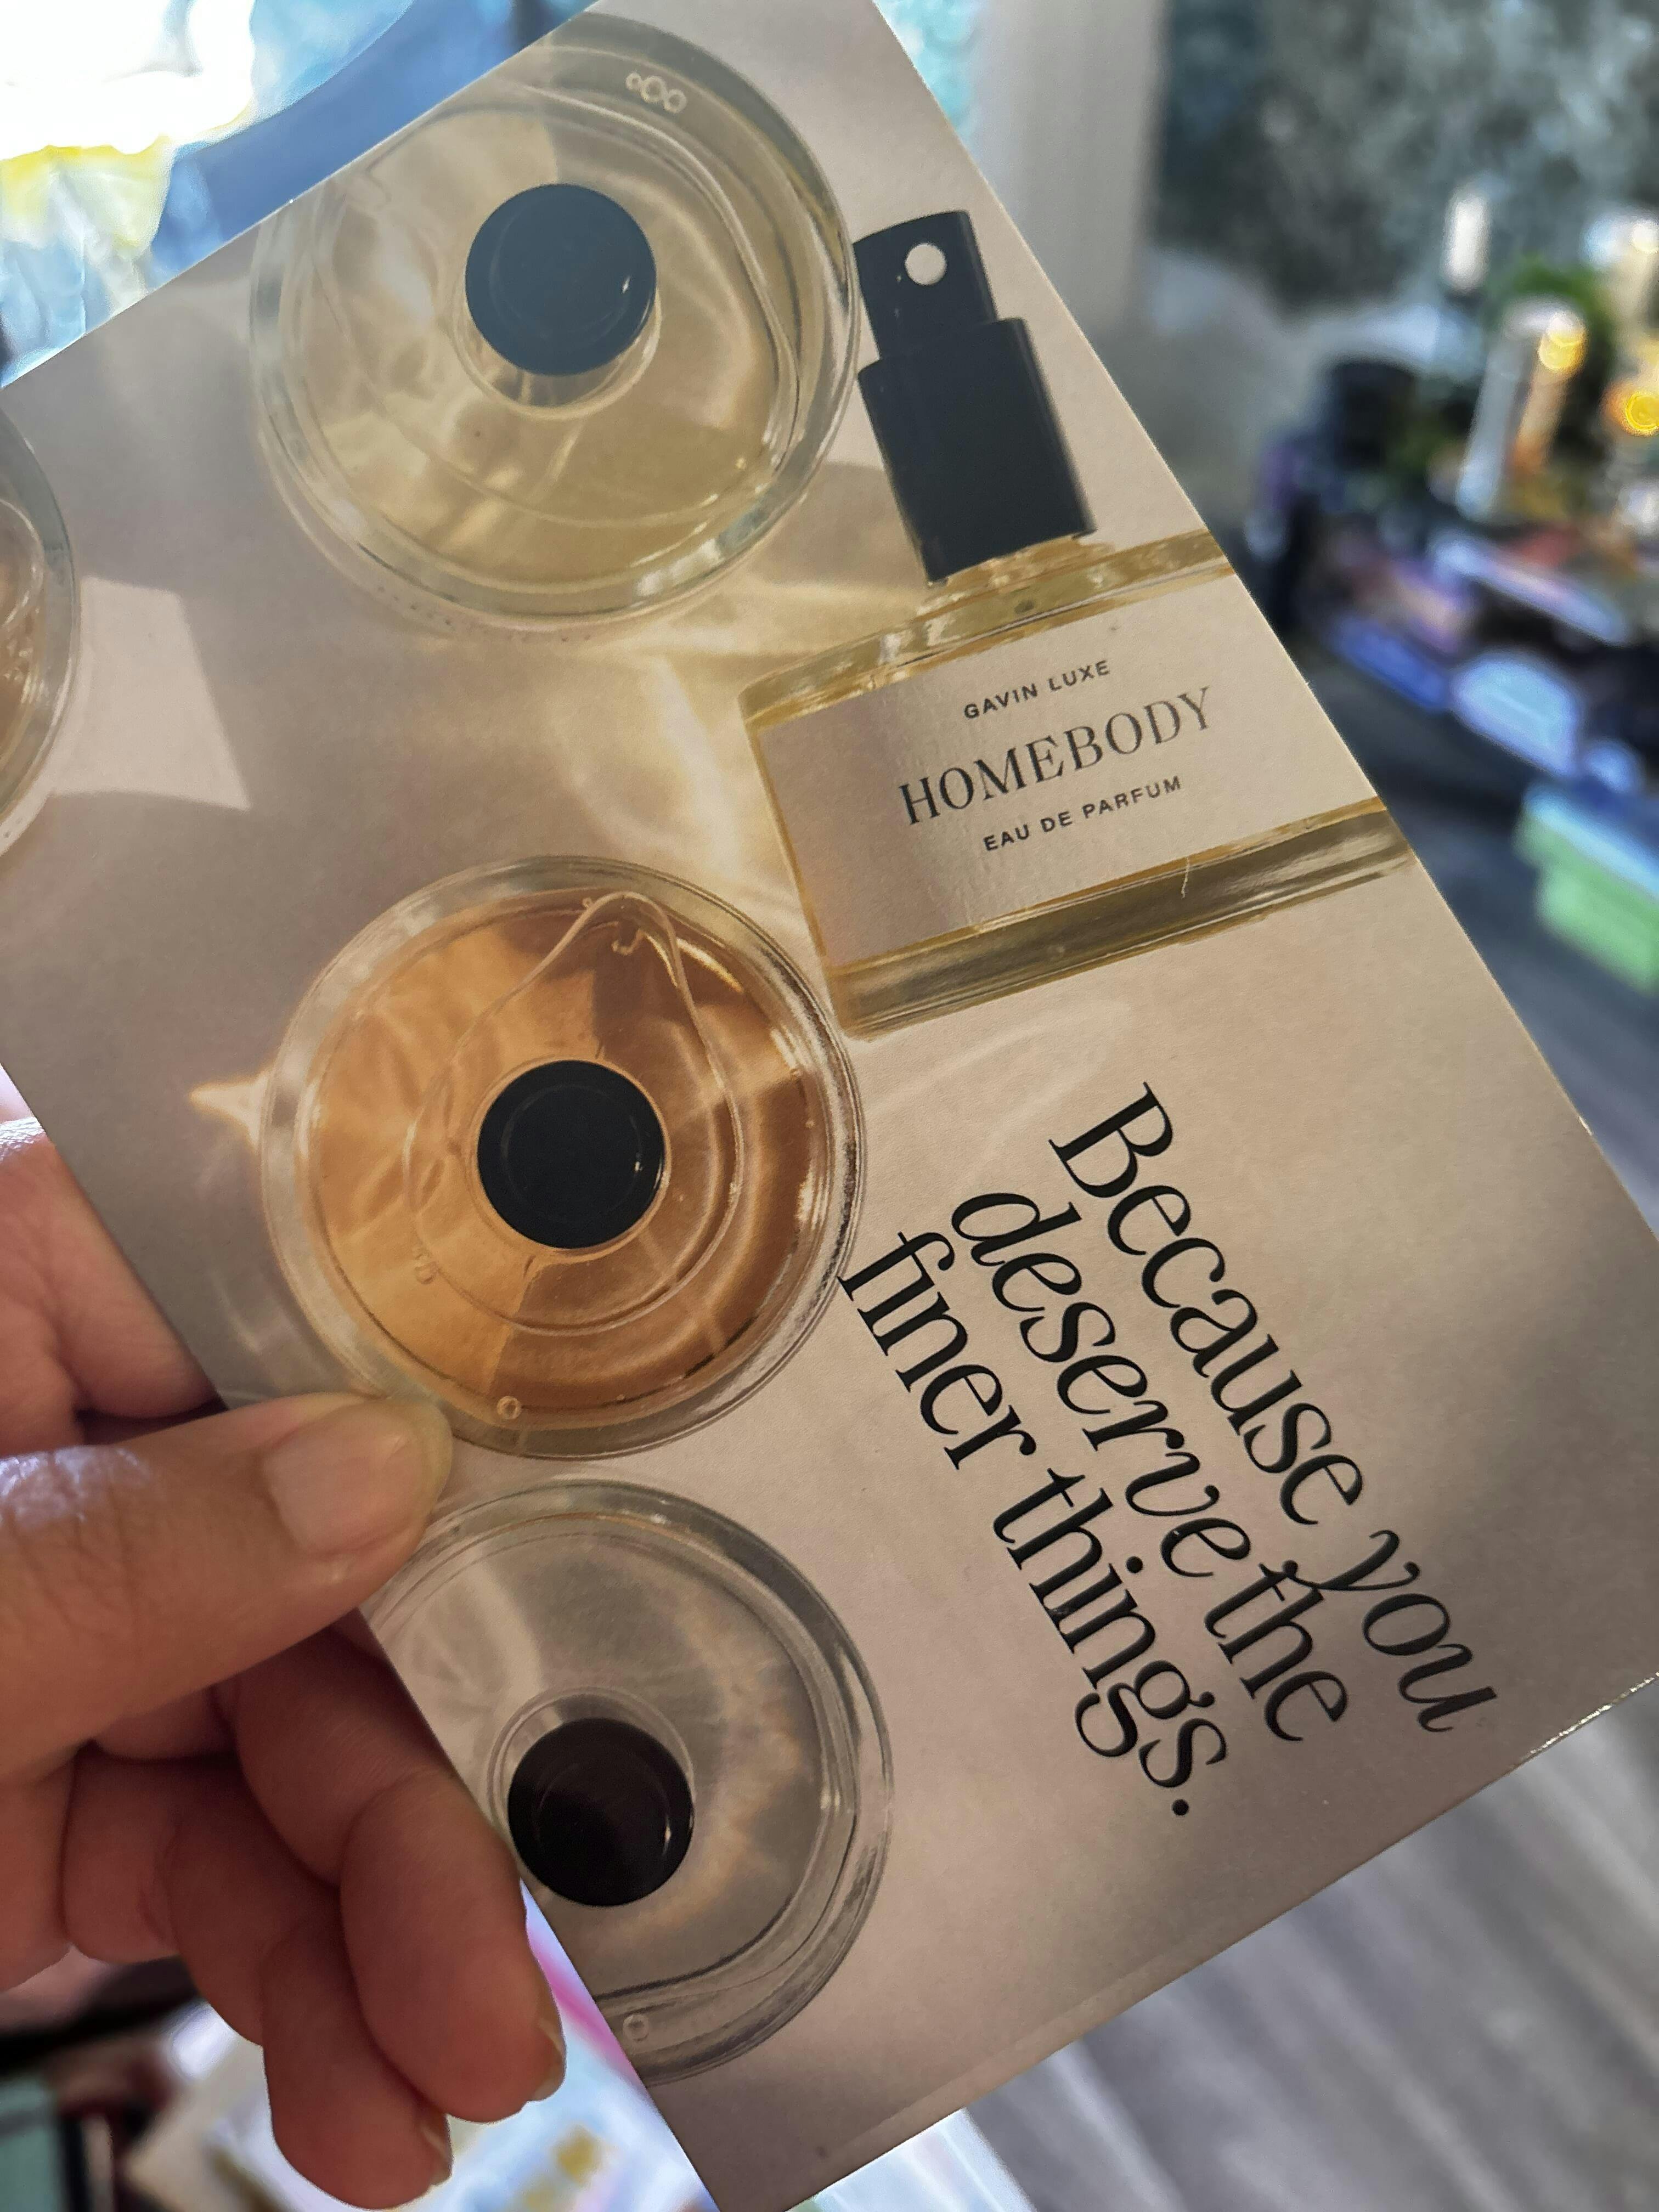 GAVIN LUXE
HOMEBODY
EAU DE PARFUM
Because you
deserve the
finer things.